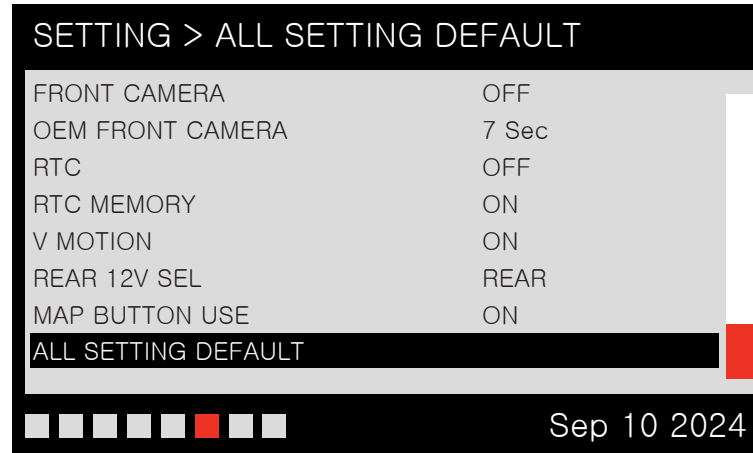 SETTING > ALL SETTING DEFAULT
FRONT CAMERA OFF
OEM FRONT CAMERA 7 Sec
RTC OFF
RTC MEMORY ON
V MOTION ON
REAR 12V SEL REAR
MAP BUTTON USE ON
ALL SETTING DEFAULT
Sep 10 2024